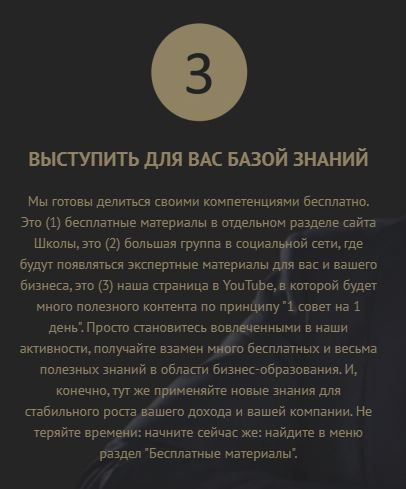 3
ВЫСТУПИТЬ ДЛЯ ВАС БАЗОЙ ЗНАНИЙ
Мы готовы делиться своими компетенциями бесплатно.
Это (1) бесплатные материалы в отдельном разделе сайта
Школы, это (2) большая группа в социальной сети, где
будут появляться экспертные материалы для вас и вашего
бизнеса, это (3) наша страница в YouTube, в которой будет
много полезного контента по принципу "1 совет на 1
день". Просто становитесь вовлеченными в наши
активности, получайте взамен много бесплатных и весьма
полезных знаний в области бизнес-образования. И,
конечно, тут же применяйте новые знания для
стабильного роста вашего дохода и вашей компании. Не
теряйте времени: начните сейчас же: найдите в меню
раздел "Бесплатные материалы".